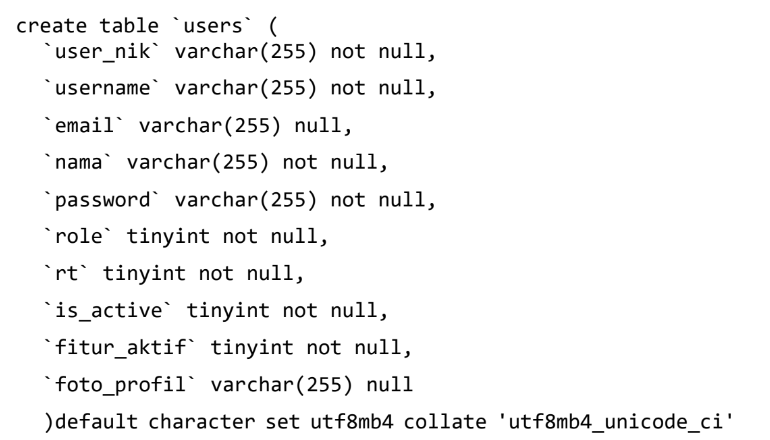 create table `users` (
`user_nik` varchar(255) not null,
`username` varchar(255) not null,
`email` varchar(255) null,
`nama` varchar(255) not null,
`password` varchar(255) not null,
`role` tinyint not null,
`rt` tinyint not null,
`is_active` tinyint not null,
`fitur_aktif` tinyint not null,
`foto_profil` varchar(255) null
)default character set utf8mb4 collate 'utf8mb4_unicode_ci'